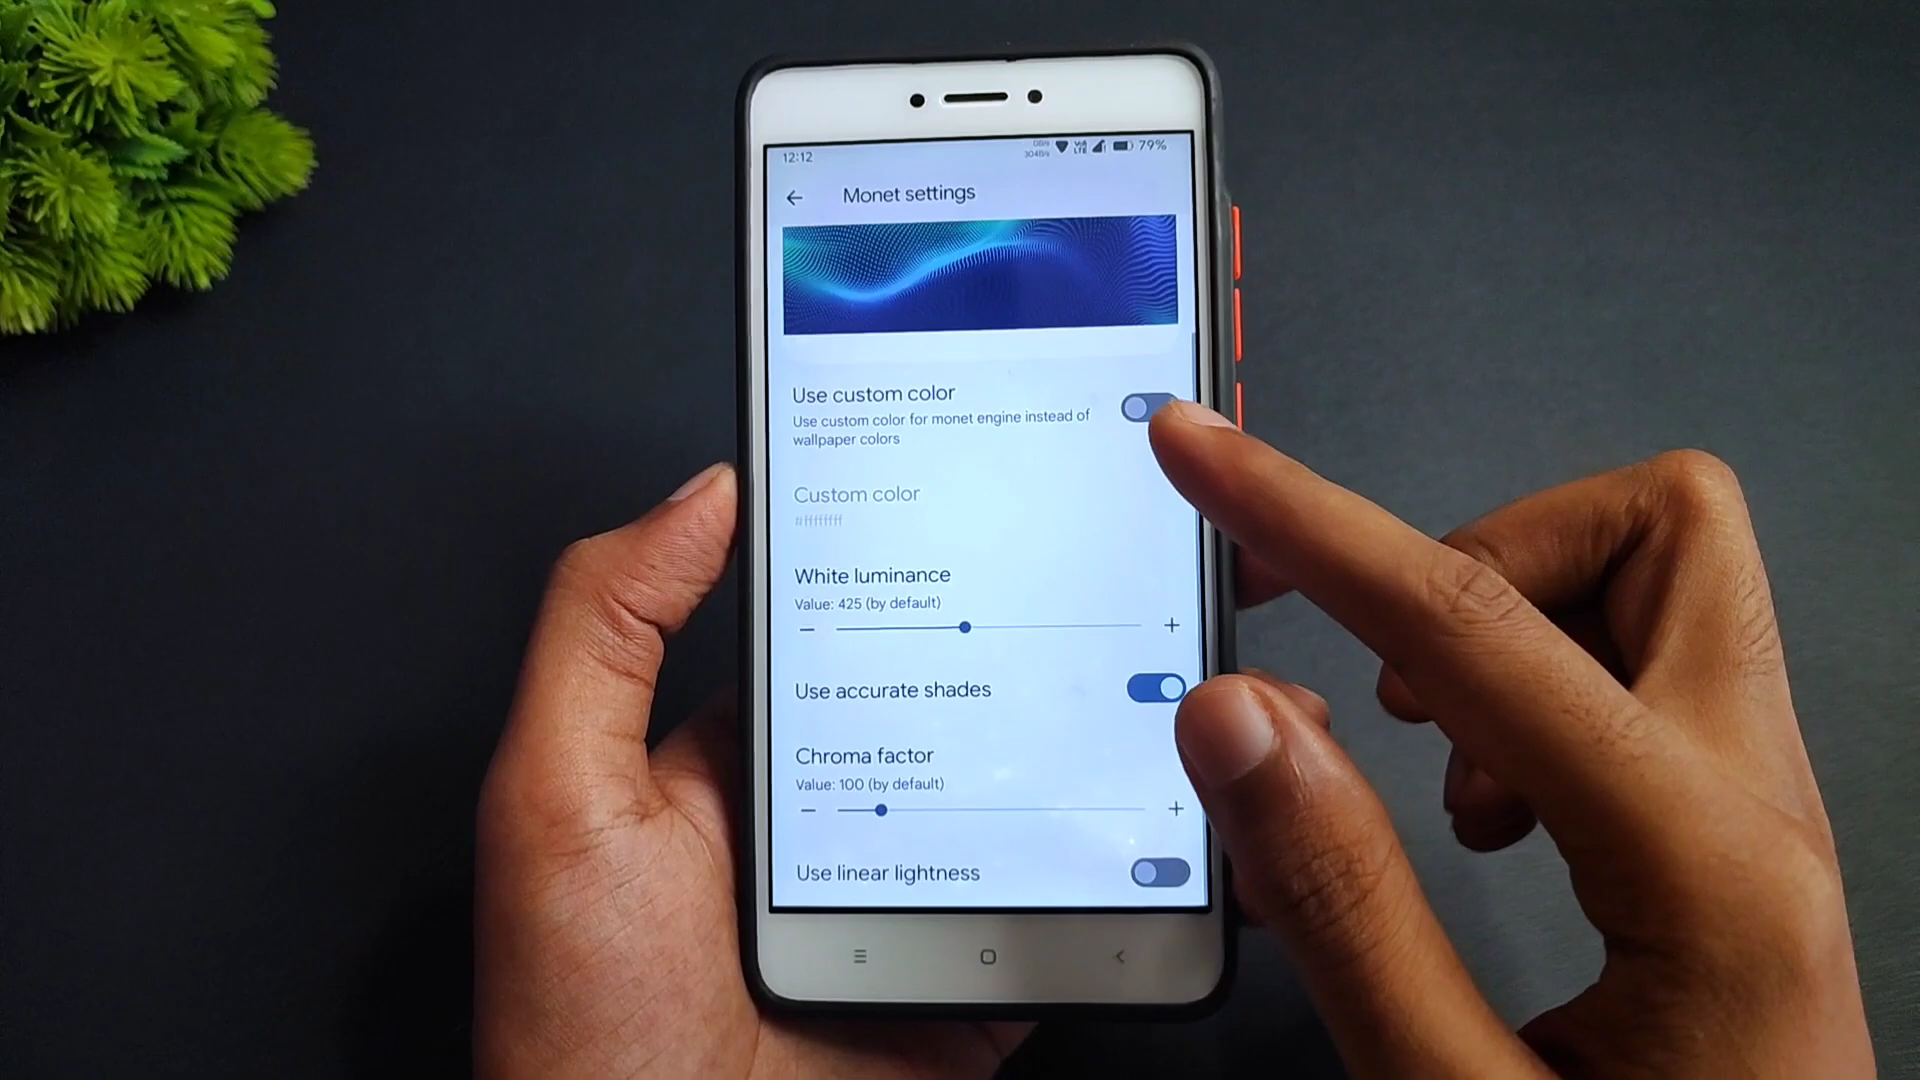 12:12
79%
Monet settings
Use custom color
Use custom color for monet engine instead of
wallpaper colors
Custom color
#ffffffff
White luminance
Value: 425 (by default)
− +
Use accurate shades
Chroma factor
Value: 100 (by default)
− +
Use linear lightness